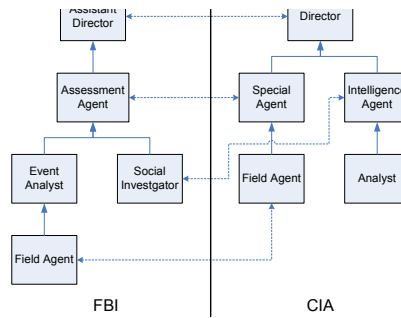 Assistant
Director
Director
Assessment
Agent
Special
Agent
Intelligence
Agent
Event
Analyst
Social
Investgator
Field Agent
Analyst
Field Agent
FBI
CIA